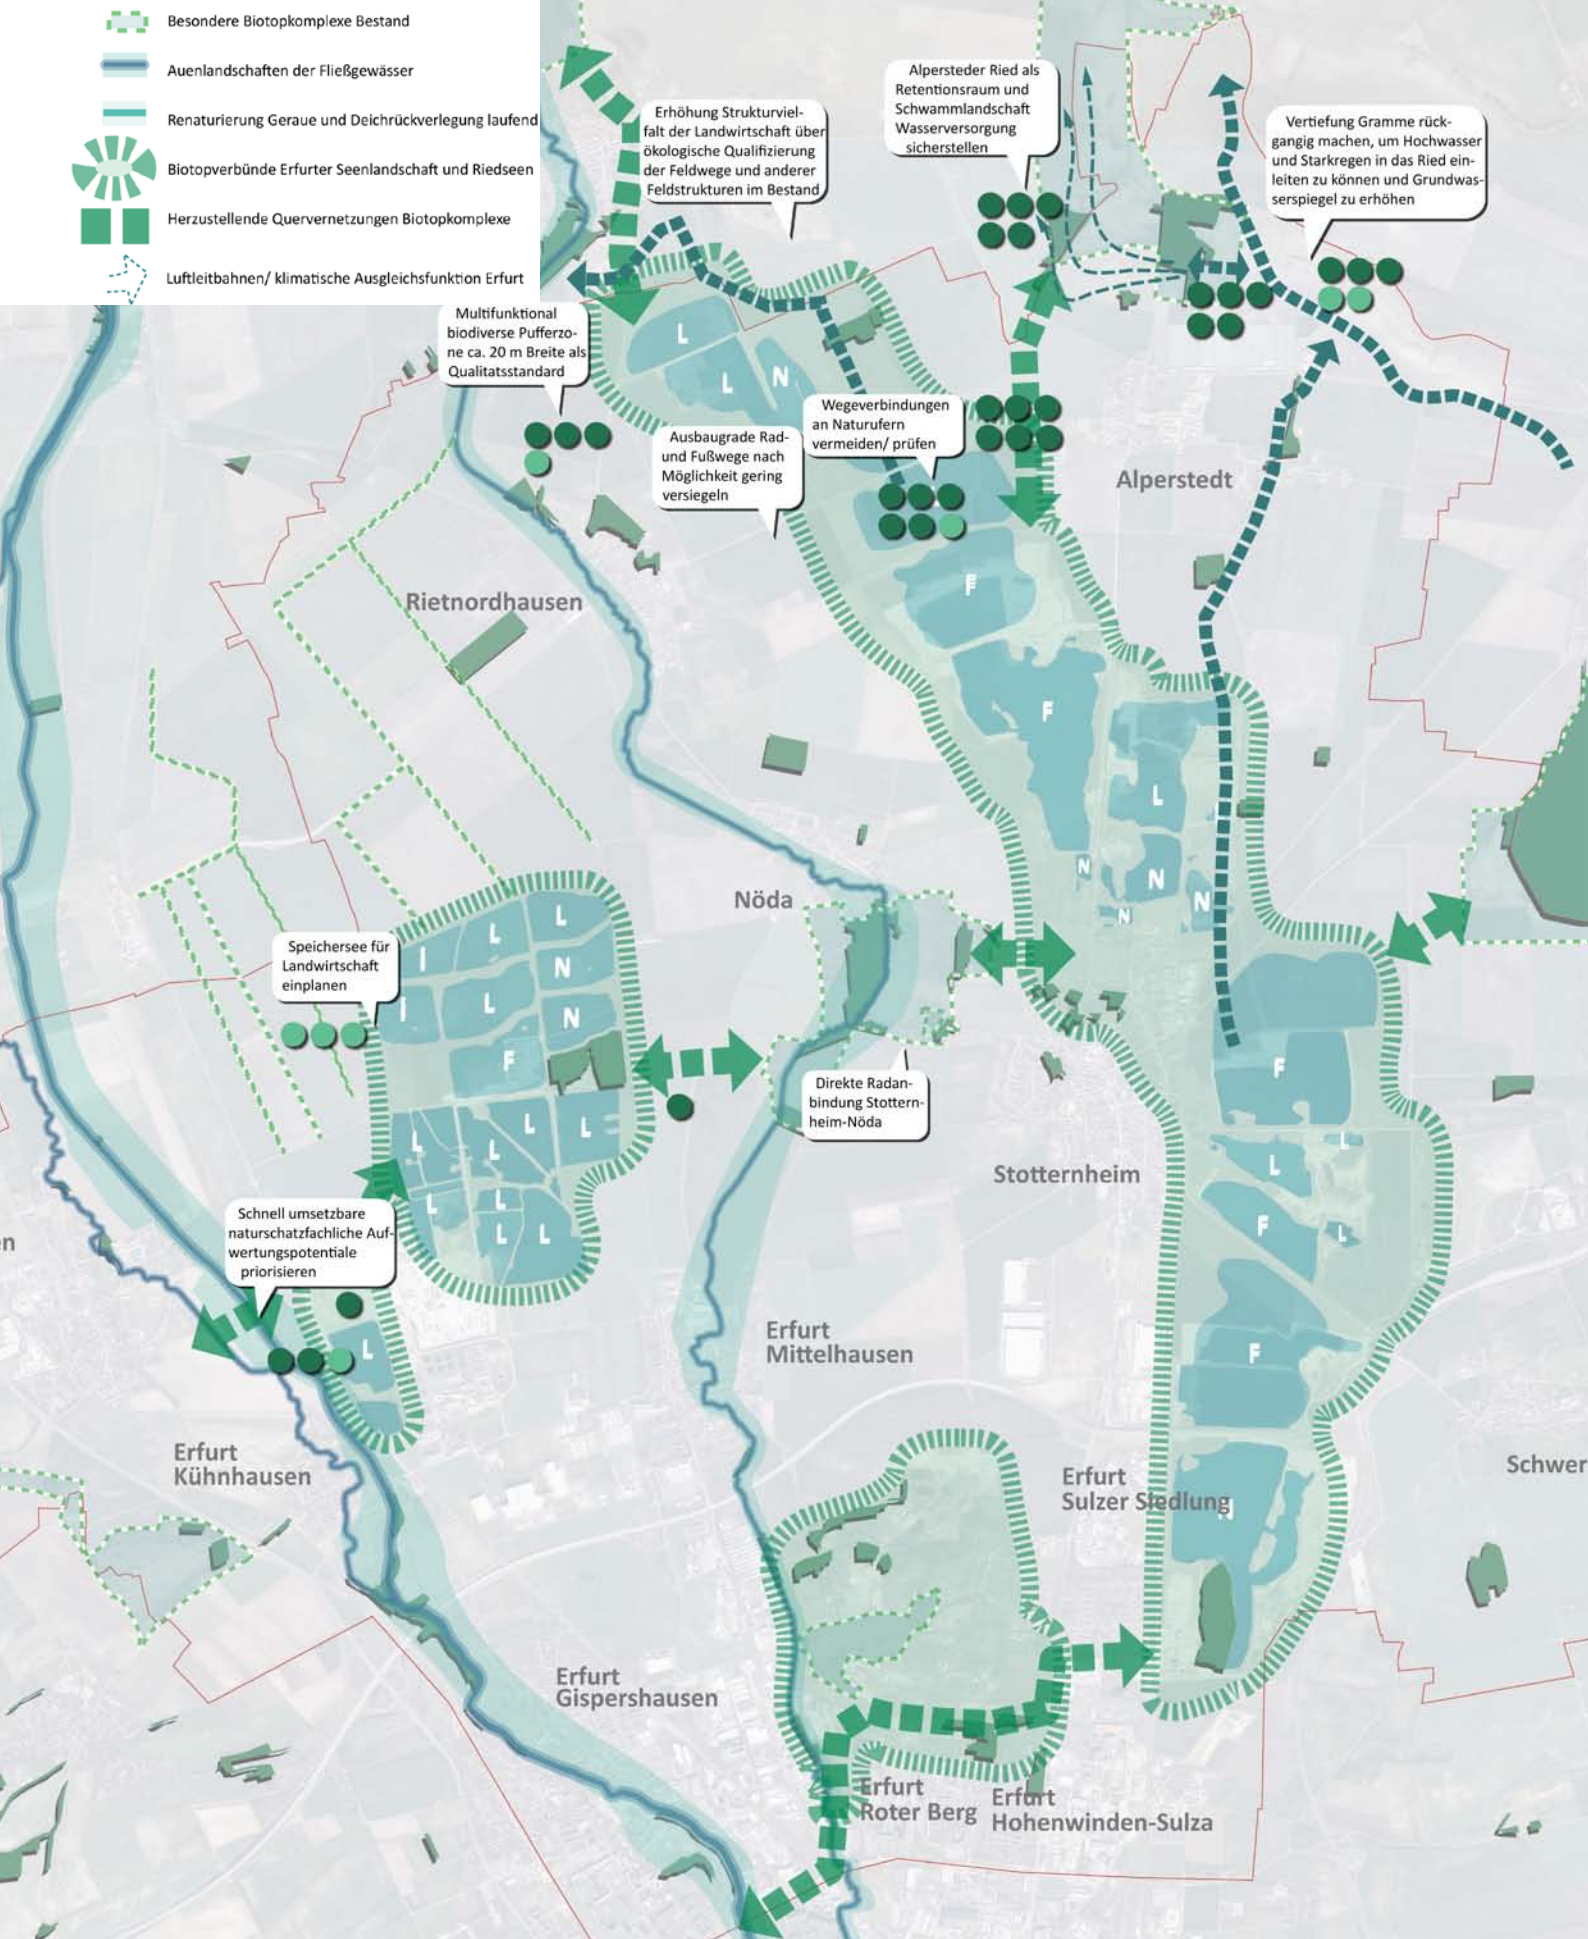 Besondere Biotopkomplexe Bestand
Auenlandschaften der Fließgewässer
Renaturierung Geraue und Deichrückverlegung laufend
Biotopverbünde Erfurter Seenlandschaft und Riedseen
Herzustellende Quervernetzungen Biotopkomplexe
Luftleitbahnen/ klimatische Ausgleichsfunktion Erfurt
Erhöhung Strukturviel-
falt der Landwirtschaft über
ökologische Qualifizierung
der Feldwege und anderer
Feldstrukturen im Bestand
Alpersteder Ried als
Retentionsraum und
Schwammlandschaft
Wasserversorgung
sicherstellen
Vertiefung Gramme rück-
gangig machen, um Hochwasser
und Starkregen in das Ried ein-
leiten zu können und Grundwas-
serspiegel zu erhöhen
Multifunktional
biodiverse Pufferzo-
ne ca. 20 m Breite als
Qualitatsstandard
L
L
N
Wegeverbindungen
an Naturufern
vermeiden/ prüfen
Ausbaugrade Rad-
und Fußwege nach
Möglichkeit gering
versiegeln
Alperstedt
F
Rietnordhausen
F
L
N
N
N
N
Nöda
L
L
N
I
L
N
I
F
Speichersee für
Landwirtschaft
einplanen
Direkte Radan-
bindung Stottern-
heim-Nöda
F
L
L
L
L
L
L
L
L
L
Stotternheim
L
L
F
L
Schnell umsetzbare
naturschatzfachliche Auf-
wertungspotentiale
priorisieren
en
L
Erfurt
Mittelhausen
F
Erfurt
Kühnhausen
Erfurt
Sulzer Siedlung
N
Schwer
Erfurt
Gispershausen
Erfurt
Roter Berg
Erfurt
Hohenwinden-Sulza